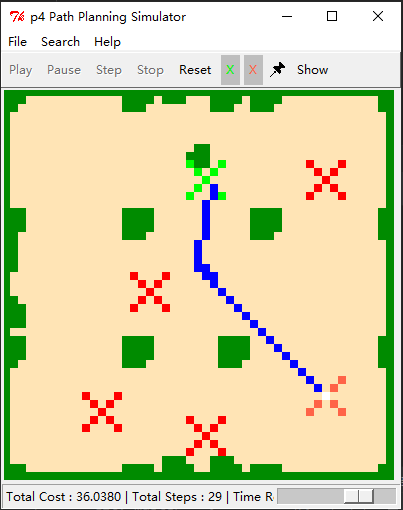 p4 Path Planning Simulator
File Search Help
Play Pause Step Stop Reset X X Show
Total Cost : 36.0380 | Total Steps : 29 | Time R